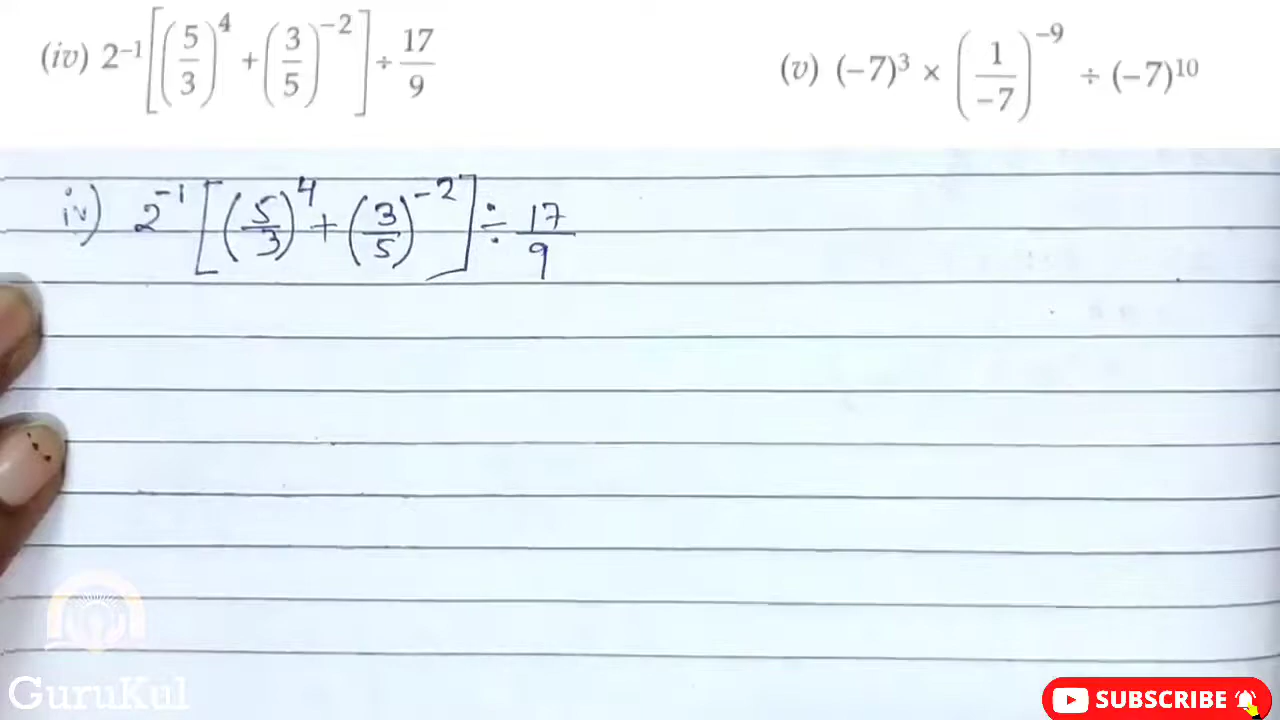 (iv) 2⁻¹[(5/3)⁴ + (3/5)⁻²] ÷ 17/9
(v) (−7)³ × (1/−7)⁻⁹ ÷ (−7)¹⁰
iv) 2⁻¹[(5/3)⁴ + (3/5)⁻²] ÷ 17/9
GuruKul
SUBSCRIBE